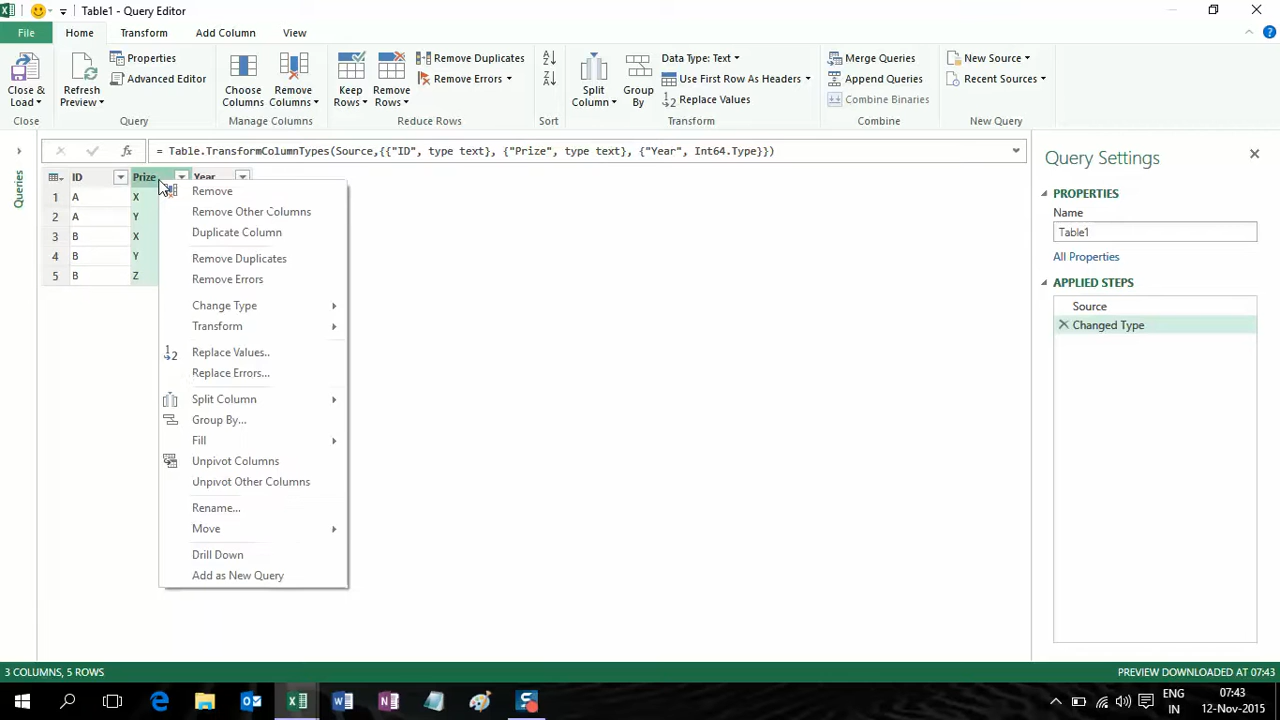 Table1 - Query Editor
File Home Transform Add Column View
Close & Load
Refresh Preview
Properties
Advanced Editor
Choose Columns
Remove Columns
Keep Rows
Remove Rows
Remove Duplicates
Remove Errors
Split Column
Group By
Data Type: Text
Use First Row As Headers
Replace Values
Merge Queries
Append Queries
Combine Binaries
New Source
Recent Sources
Close Query Manage Columns Reduce Rows Sort Transform Combine New Query
= Table.TransformColumnTypes(Source,{{"ID", type text}, {"Prize", type text}, {"Year", Int64.Type}})
Queries
ID Prize Year
1 A X
2 A Y
3 B X
4 B Y
5 B Z
Remove
Remove Other Columns
Duplicate Column
Remove Duplicates
Remove Errors
Change Type
Transform
Replace Values..
Replace Errors...
Split Column
Group By...
Fill
Unpivot Columns
Unpivot Other Columns
Rename...
Move
Drill Down
Add as New Query
Query Settings
PROPERTIES
Name
Table1
All Properties
APPLIED STEPS
Source
Changed Type
3 COLUMNS, 5 ROWS PREVIEW DOWNLOADED AT 07:43
ENG 07:43
IN 12-Nov-2015